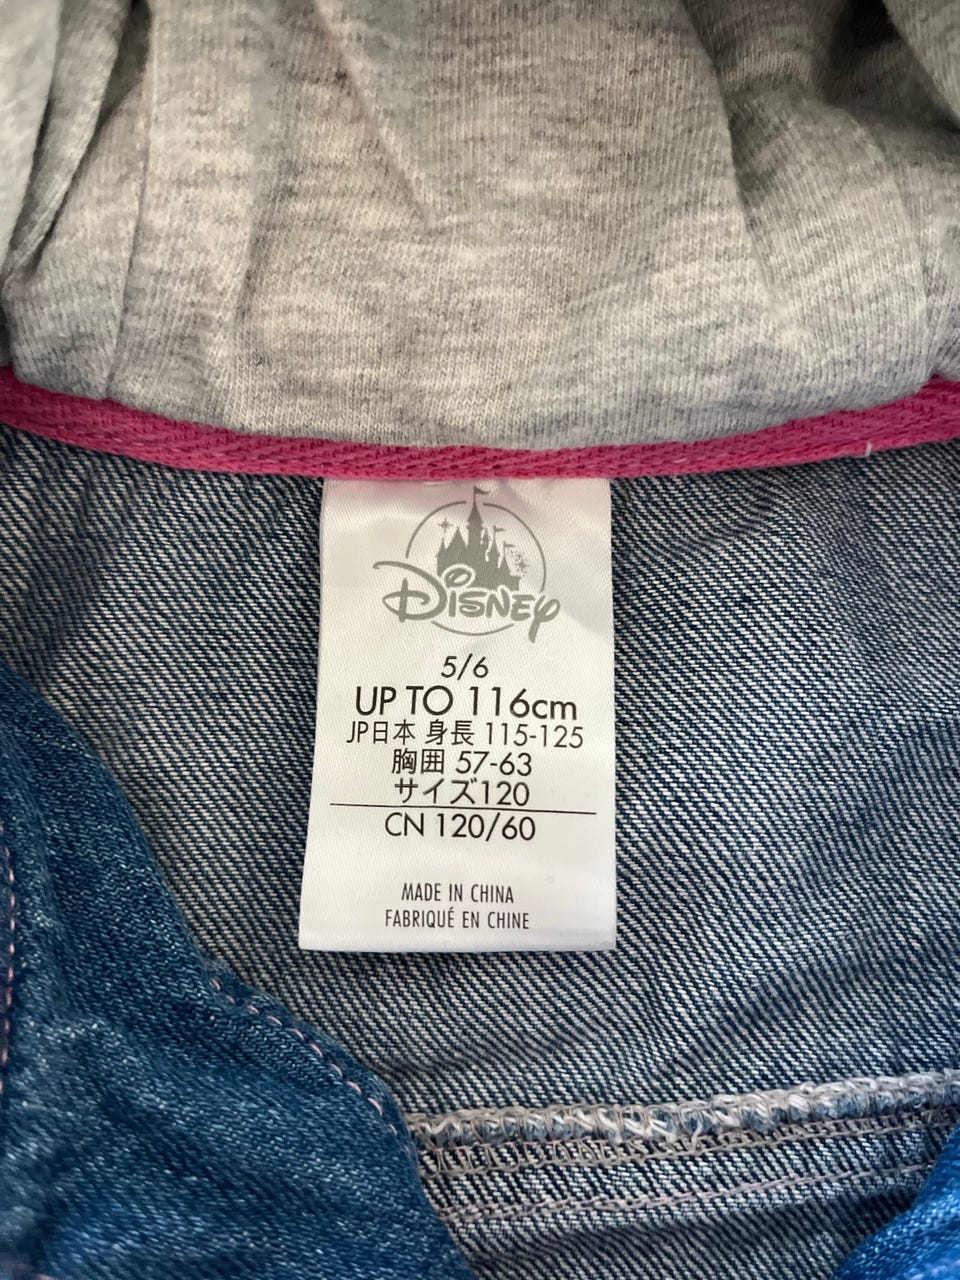 Disney
5/6
UP TO 116cm
JP日本 身長 115-125
胸囲 57-63
サイズ120
CN 120/60
MADE IN CHINA
FABRIQUÉ EN CHINE